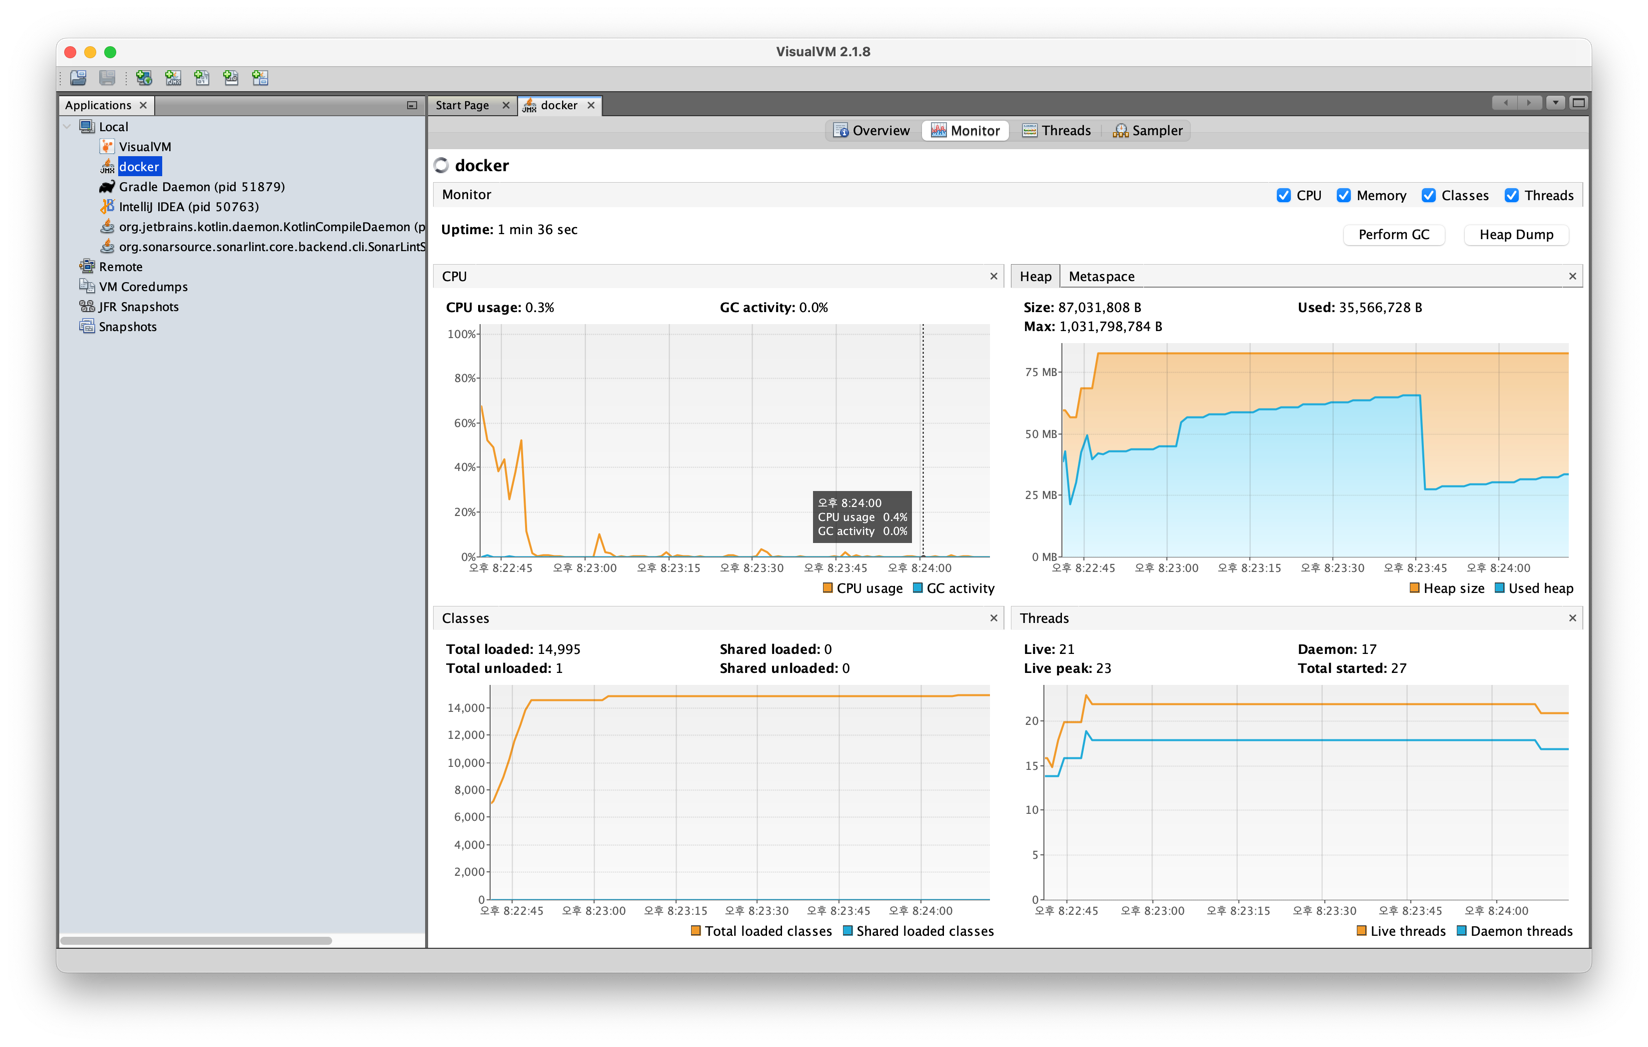 VisualVM 2.1.8
Applications
Start Page
docker
Local
VisualVM
docker
Gradle Daemon (pid 51879)
IntelliJ IDEA (pid 50763)
org.jetbrains.kotlin.daemon.KotlinCompileDaemon (p
org.sonarsource.sonarlint.core.backend.cli.SonarLintS
Remote
VM Coredumps
JFR Snapshots
Snapshots
Overview Monitor Threads Sampler
docker
Monitor
CPU Memory Classes Threads
Uptime: 1 min 36 sec
Perform GC Heap Dump
CPU
CPU usage: 0.3% GC activity: 0.0%
100%
80%
60%
40%
20%
0%
오후 8:24:00
CPU usage 0.4%
GC activity 0.0%
오후 8:22:45 오후 8:23:00 오후 8:23:15 오후 8:23:30 오후 8:23:45 오후 8:24:00
CPU usage GC activity
Heap Metaspace
Size: 87,031,808 B Used: 35,566,728 B
Max: 1,031,798,784 B
75 MB
50 MB
25 MB
0 MB
오후 8:22:45 오후 8:23:00 오후 8:23:15 오후 8:23:30 오후 8:23:45 오후 8:24:00
Heap size Used heap
Classes
Total loaded: 14,995 Shared loaded: 0
Total unloaded: 1 Shared unloaded: 0
14,000
12,000
10,000
8,000
6,000
4,000
2,000
0
오후 8:22:45 오후 8:23:00 오후 8:23:15 오후 8:23:30 오후 8:23:45 오후 8:24:00
Total loaded classes Shared loaded classes
Threads
Live: 21 Daemon: 17
Live peak: 23 Total started: 27
20
15
10
5
0
오후 8:22:45 오후 8:23:00 오후 8:23:15 오후 8:23:30 오후 8:23:45 오후 8:24:00
Live threads Daemon threads